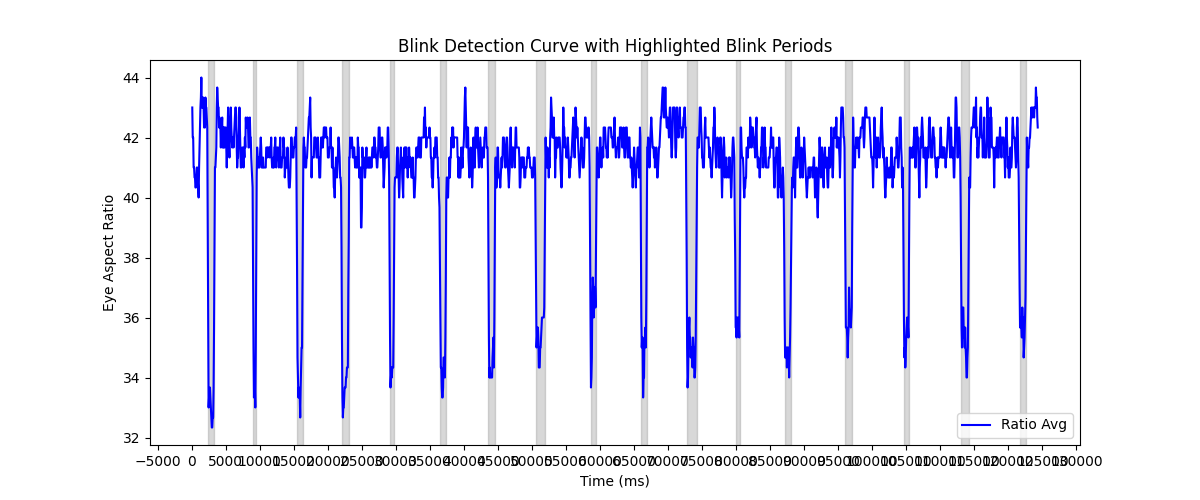 Blink Detection Curve with Highlighted Blink Periods
44
42
40
38
36
34
32
Eye Aspect Ratio
Ratio Avg
−5000 0 5000 10000 15000 20000 25000 30000 35000 40000 45000 50000 55000 60000 65000 70000 75000 80000 85000 90000 95000 100000 105000 110000 115000 120000 125000 130000
Time (ms)